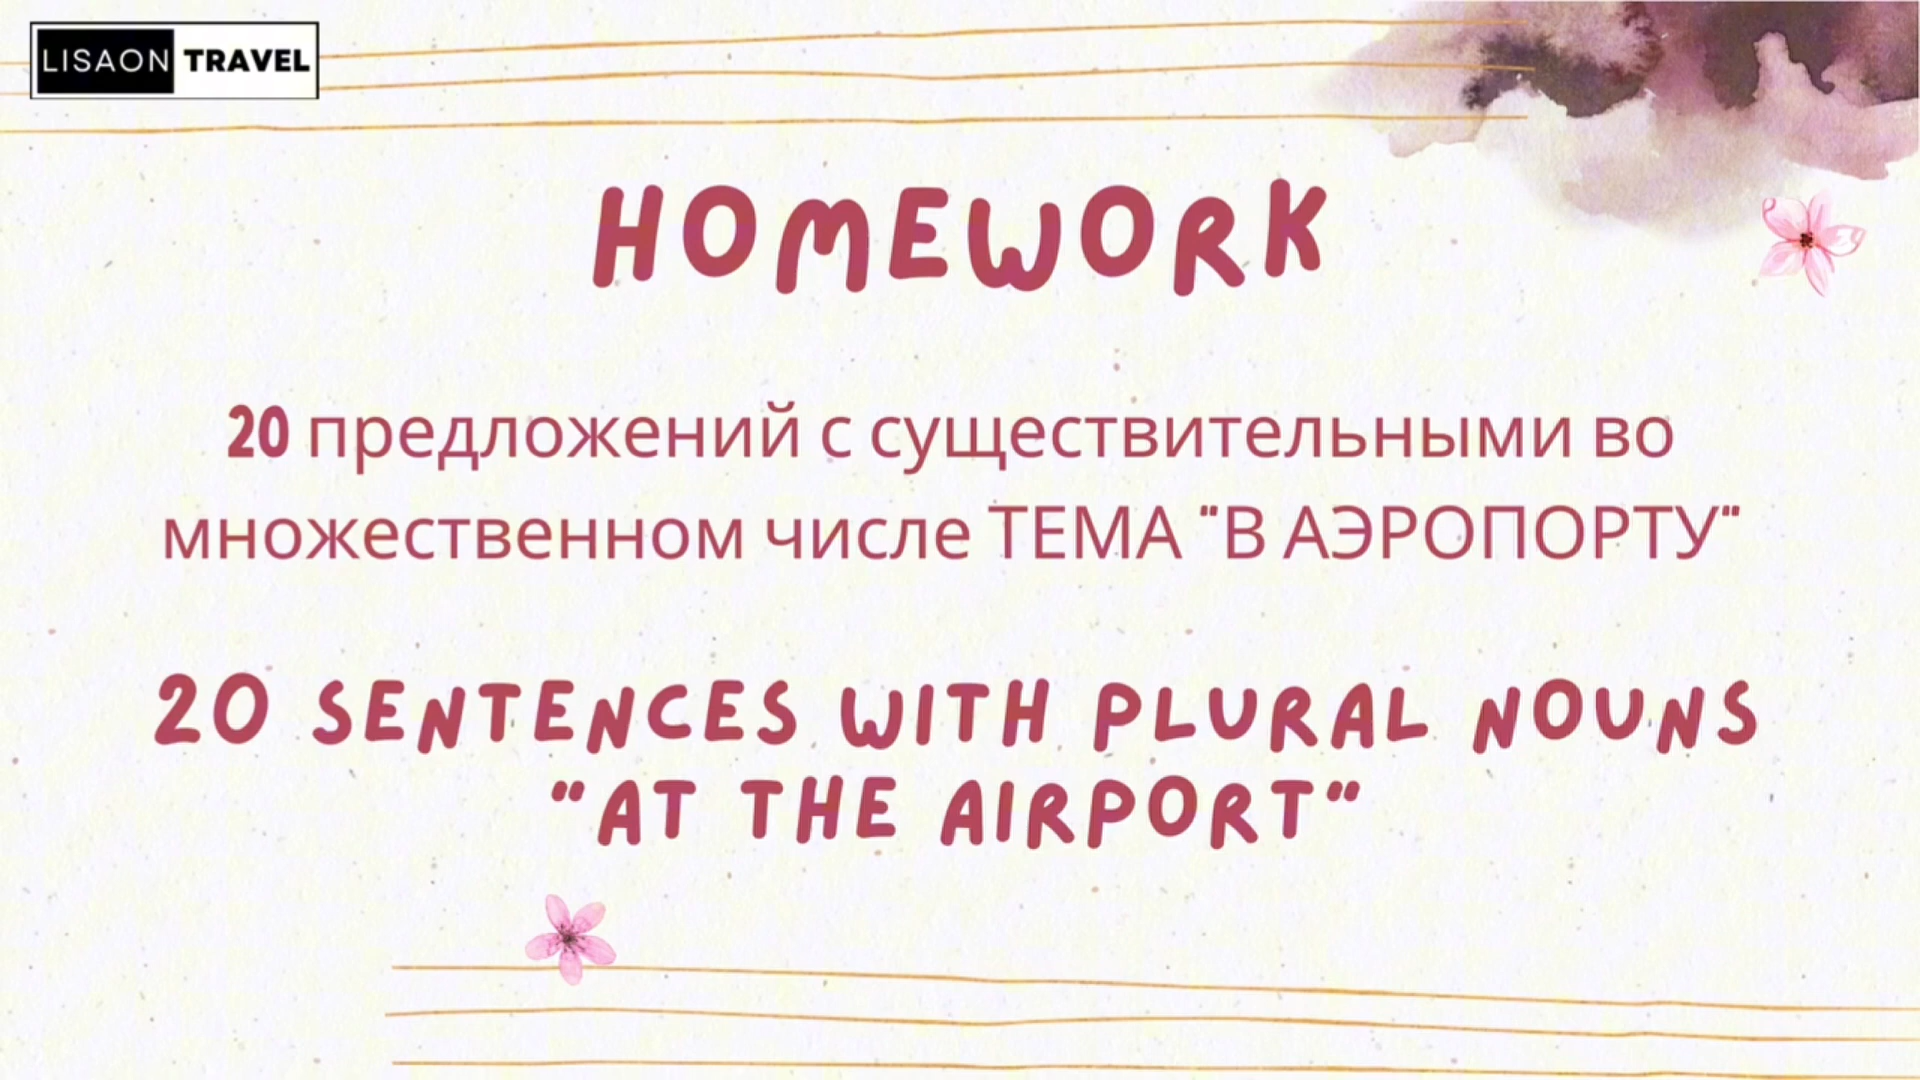 LISAON TRAVEL
HOMEWORK
20 предложений с существительными во
множественном числе ТЕМА "В АЭРОПОРТУ"
20 SENTENCES WITH PLURAL NOUNS
"AT THE AIRPORT"